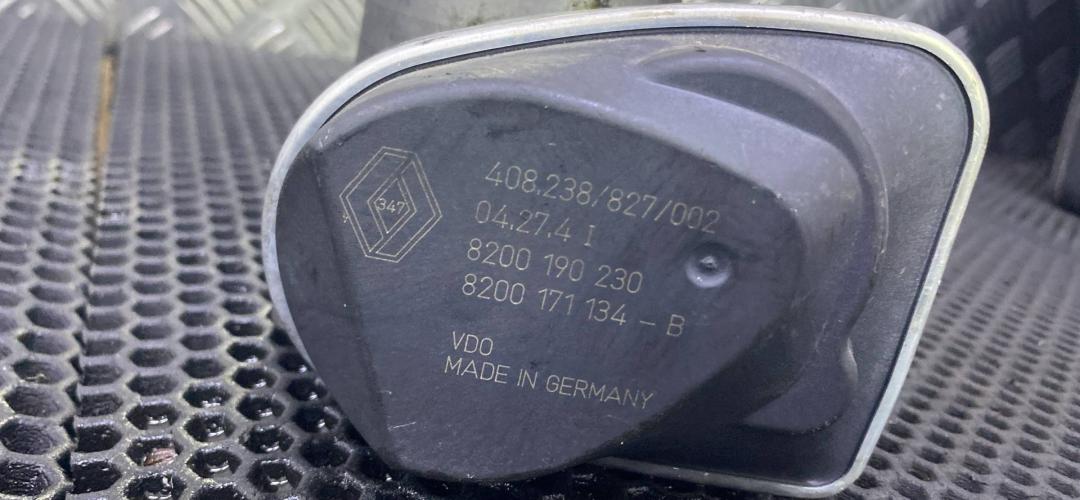 347
408.238/827/002
04.27.4 I
8200 190 230
8200 171 134 - B
VDO
MADE IN GERMANY